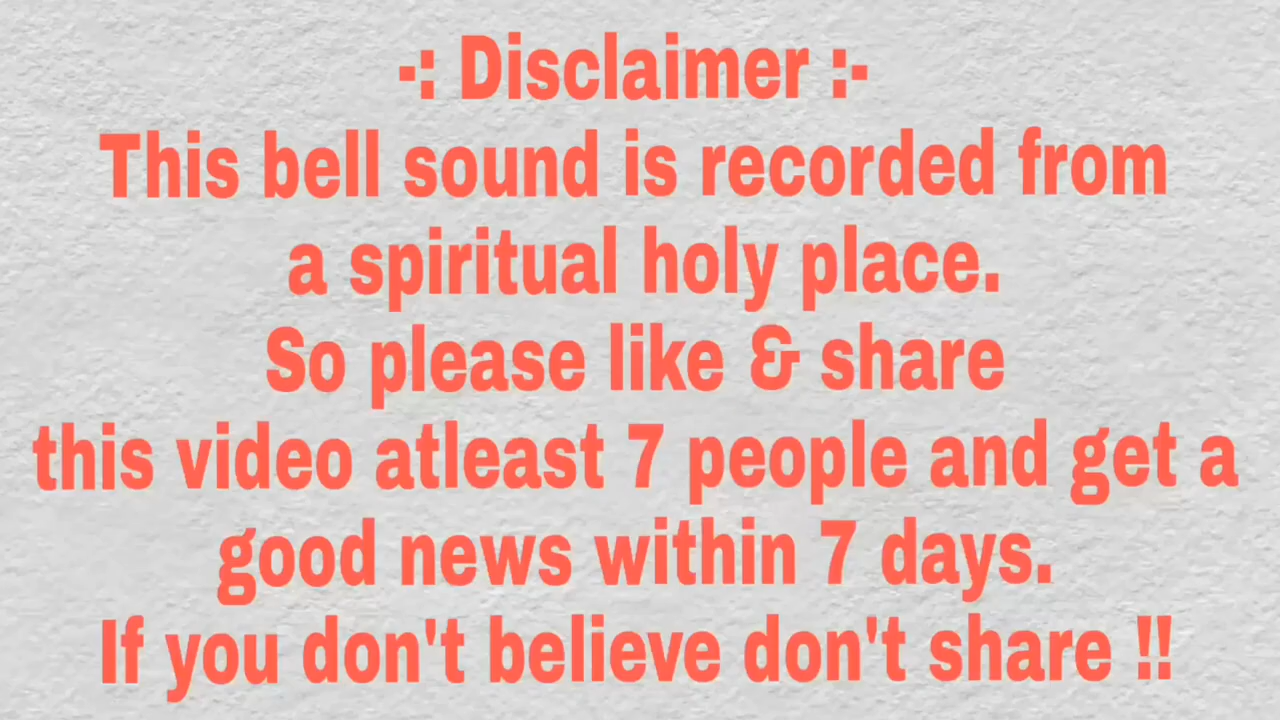 -: Disclaimer :-
This bell sound is recorded from
a spiritual holy place.
So please like & share
this video atleast 7 people and get a
good news within 7 days.
If you don't believe don't share !!